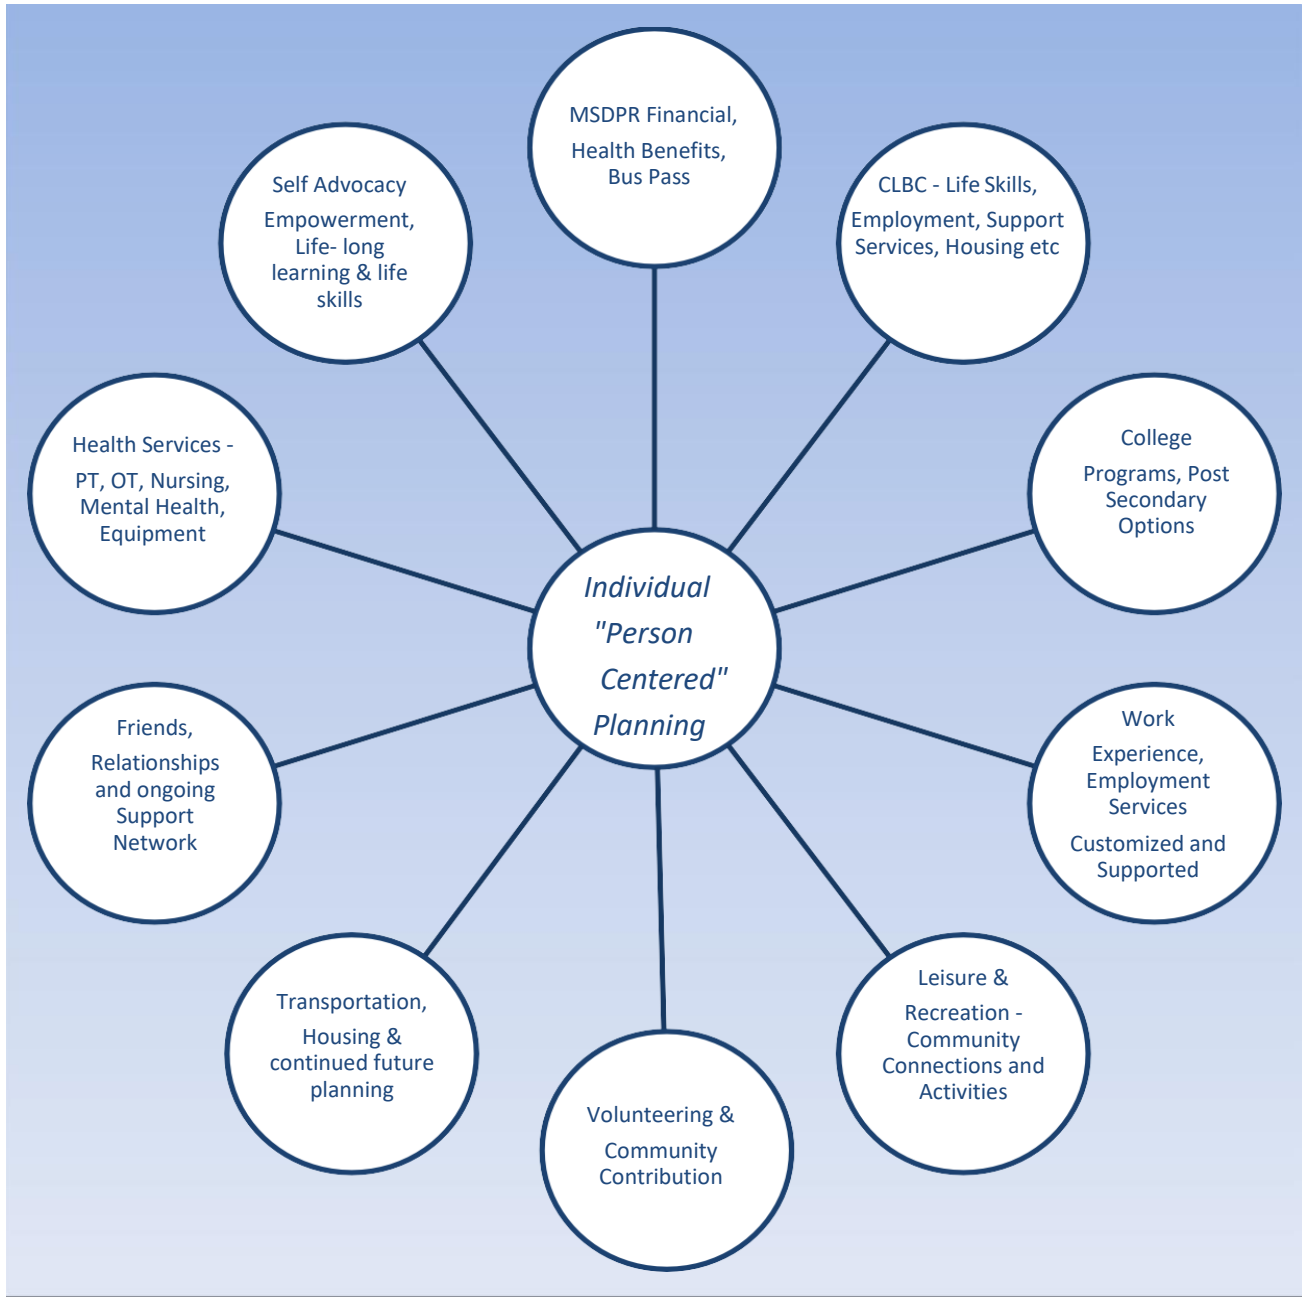 MSDPR Financial,
Health Benefits,
Bus Pass
CLBC - Life Skills,
Employment, Support
Services, Housing etc
College
Programs, Post
Secondary
Options
Work
Experience,
Employment
Services
Customized and
Supported
Leisure &
Recreation -
Community
Connections and
Activities
Volunteering &
Community
Contribution
Transportation,
Housing &
continued future
planning
Friends,
Relationships
and ongoing
Support
Network
Health Services -
PT, OT, Nursing,
Mental Health,
Equipment
Self Advocacy
Empowerment,
Life- long
learning & life
skills
Individual
"Person
Centered"
Planning